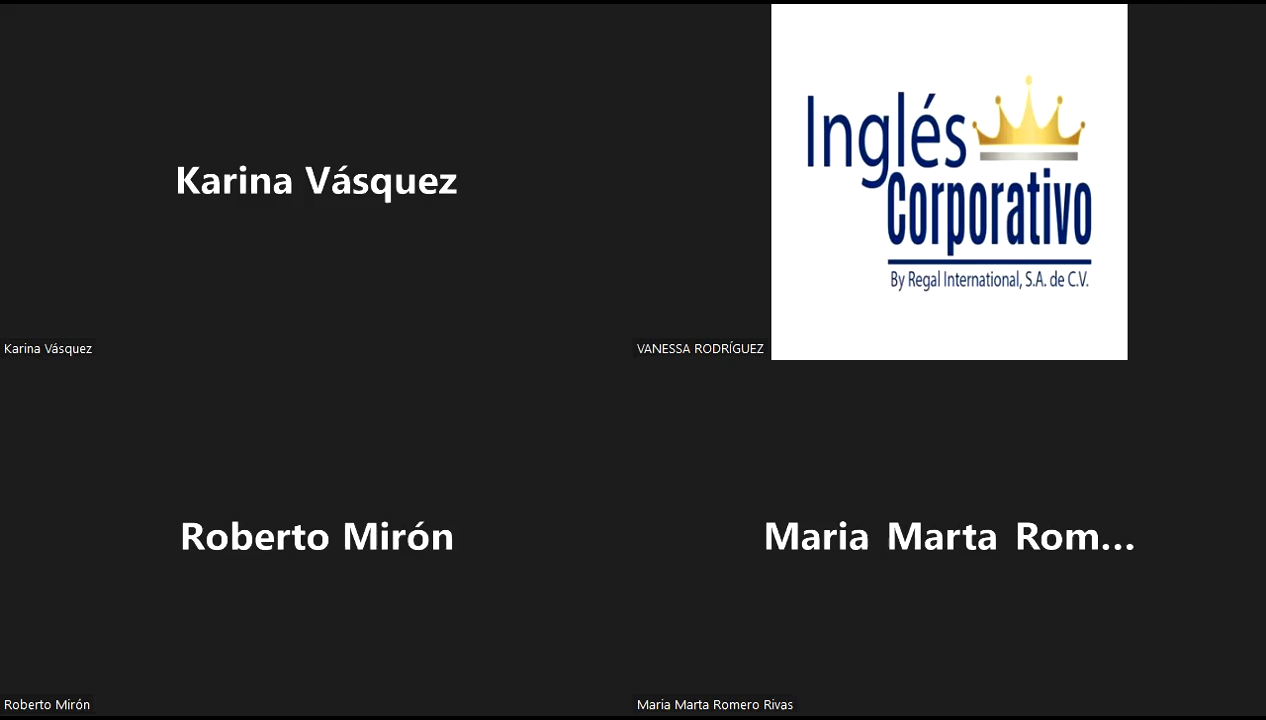 Karina Vásquez
Karina Vásquez
Inglés
Corporativo
By Regal International, S.A. de C.V.
VANESSA RODRÍGUEZ
Roberto Mirón
Roberto Mirón
Maria Marta Rom...
Maria Marta Romero Rivas